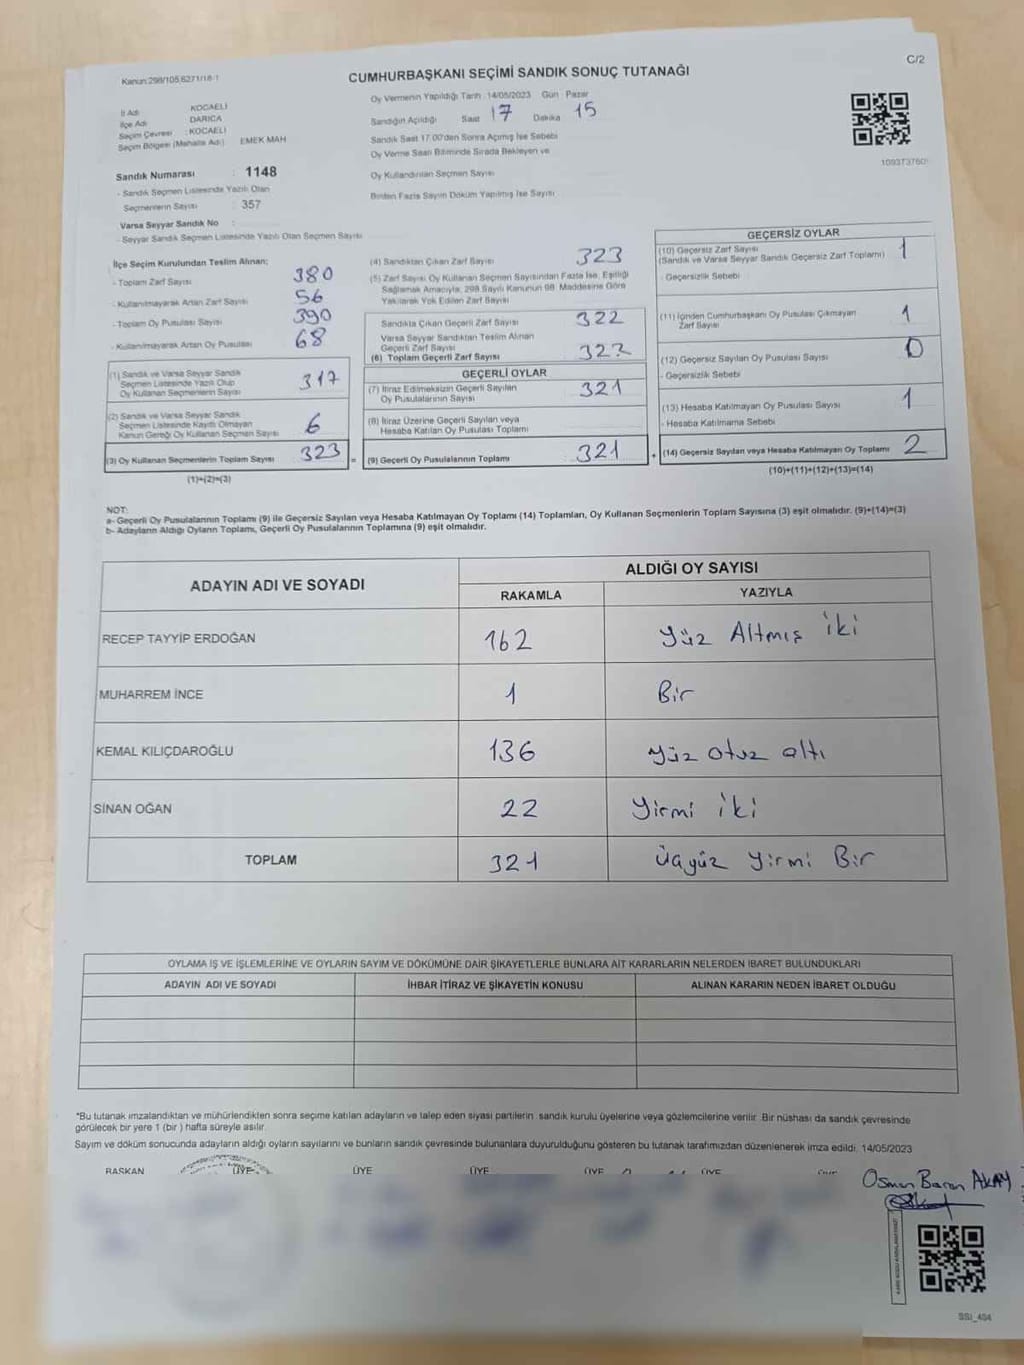 Kanun:298/105,6271/18-1
C/2
CUMHURBAŞKANI SEÇİMİ SANDIK SONUÇ TUTANAĞI
İl Adı KOCAELİ
İlçe Adı DARICA
Seçim Çevresi : KOCAELİ
Seçim Bölgesi (Mahalle Adı) EMEK MAH
Sandık Numarası : 1148
- Sandık Seçmen Listesinde Yazılı Olan
Seçmenlerin Sayısı : 357
Varsa Seyyar Sandık No :
- Seyyar Sandık Seçmen Listesinde Yazılı Olan Seçmen Sayısı
Oy Vermenin Yapıldığı Tarih :14/05/2023 Gün : Pazar
Sandığın Açıldığı Saat 17 Dakika 15
Sandık Saat 17.00'den Sonra Açımış İse Sebebi
Oy Verme Saati Bitiminde Sırada Bekleyen ve
Oy Kullandırılan Seçmen Sayısı
Birden Fazla Sayım Döküm Yapılmış İse Sayısı
İlçe Seçim Kurulundan Teslim Alınan;
- Toplam Zarf Sayısı 380
- Kullanılmayarak Artan Zarf Sayısı 56
- Toplam Oy Pusulası Sayısı 390
- Kullanılmayarak Artan Oy Pusulası 68
(1) Sandık ve Varsa Seyyar Sandık
Seçmen Listesinde Yazılı Olup
Oy Kullanan Seçmenlerin Sayısı 317
(2) Sandık ve Varsa Seyyar Sandık
Seçmen Listesinde Kayıtlı Olmayan
Kanun Gereği Oy Kullanan Seçmen Sayısı 6
(3) Oy Kullanan Seçmenlerin Toplam Sayısı 323
(1)+(2)=(3)
(4) Sandıktan Çıkan Zarf Sayısı 323
(5) Zarf Sayısı Oy Kullanan Seçmen Sayısından Fazla İse, Eşitliği
Sağlamak Amacıyla, 298 Sayılı Kanunun 98. Maddesine Göre
Yakılarak Yok Edilen Zarf Sayısı
Sandıkta Çıkan Geçerli Zarf Sayısı 322
Varsa Seyyar Sandıktan Teslim Alınan
Geçerli Zarf Sayısı
(6) Toplam Geçerli Zarf Sayısı 322
GEÇERLİ OYLAR
(7) İtiraz Edilmeksizin Geçerli Sayılan
Oy Pusulalarının Sayısı 321
(8) İtiraz Üzerine Geçerli Sayılan veya
Hesaba Katılan Oy Pusulası Toplamı
= (9) Geçerli Oy Pusulalarının Toplamı 321
GEÇERSİZ OYLAR
(10) Geçersiz Zarf Sayısı
(Sandık ve Varsa Seyyar Sandık Geçersiz Zarf Toplamı) 1
- Geçersizlik Sebebi
(11) İçinden Cumhurbaşkanı Oy Pusulası Çıkmayan
Zarf Sayısı 1
(12) Geçersiz Sayılan Oy Pusulası Sayısı 0
- Geçersizlik Sebebi
(13) Hesaba Katılmayan Oy Pusulası Sayısı 1
- Hesaba Katılmama Sebebi
+ (14) Geçersiz Sayılan veya Hesaba Katılmayan Oy Toplamı 2
(10)+(11)+(12)+(13)=(14)
NOT:
a- Geçerli Oy Pusulalarının Toplamı (9) ile Geçersiz Sayılan veya Hesaba Katılmayan Oy Toplamı (14) Toplamları, Oy Kullanan Seçmenlerin Toplam Sayısına (3) eşit olmalıdır. (9)+(14)=(3)
b- Adayların Aldığı Oyların Toplamı, Geçerli Oy Pusulalarının Toplamına (9) eşit olmalıdır.
ADAYIN ADI VE SOYADI ALDIĞI OY SAYISI
RAKAMLA YAZIYLA
RECEP TAYYİP ERDOĞAN 162 Yüz Altmış iki
MUHARREM İNCE 1 Bir
KEMAL KILIÇDAROĞLU 136 Yüz otuz altı
SİNAN OĞAN 22 Yirmi iki
TOPLAM 321 Üçyüz Yirmi Bir
OYLAMA İŞ VE İŞLEMLERİNE VE OYLARIN SAYIM VE DÖKÜMÜNE DAİR ŞİKAYETLERLE BUNLARA AİT KARARLARIN NELERDEN İBARET BULUNDUKLARI
ADAYIN ADI VE SOYADI İHBAR İTİRAZ VE ŞİKAYETİN KONUSU ALINAN KARARIN NEDEN İBARET OLDUĞU
*Bu tutanak imzalandıktan ve mühürlendikten sonra seçime katılan adayların ve talep eden siyasi partilerin sandık kurulu üyelerine veya gözlemcilerine verilir. Bir nüshası da sandık çevresinde
görülecek bir yere 1 (bir ) hafta süreyle asılır.
Sayım ve döküm sonucunda adayların aldığı oyların sayılarını ve bunların sandık çevresinde bulunanlara duyurulduğunu gösteren bu tutanak tarafımızdan düzenlenerek imza edildi. 14/05/2023
BAŞKAN ÜYE ÜYE ÜYE ÜYE ÜYE
Osman Baran AKAY